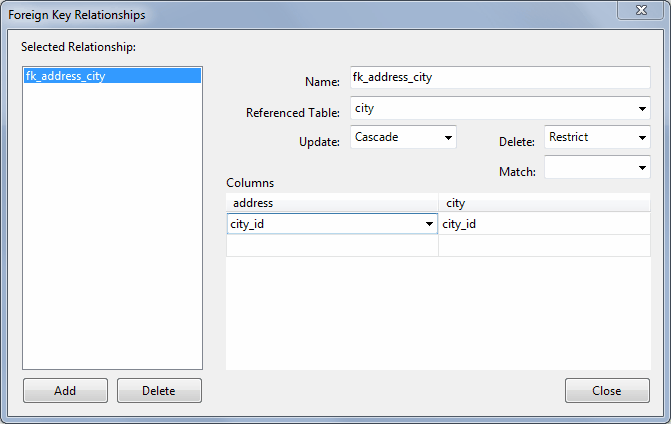 Foreign Key Relationships
Selected Relationship:
fk_address_city
Name: fk_address_city
Referenced Table: city
Update: Cascade Delete: Restrict
Match:
Columns
address city
city_id city_id
Add Delete Close